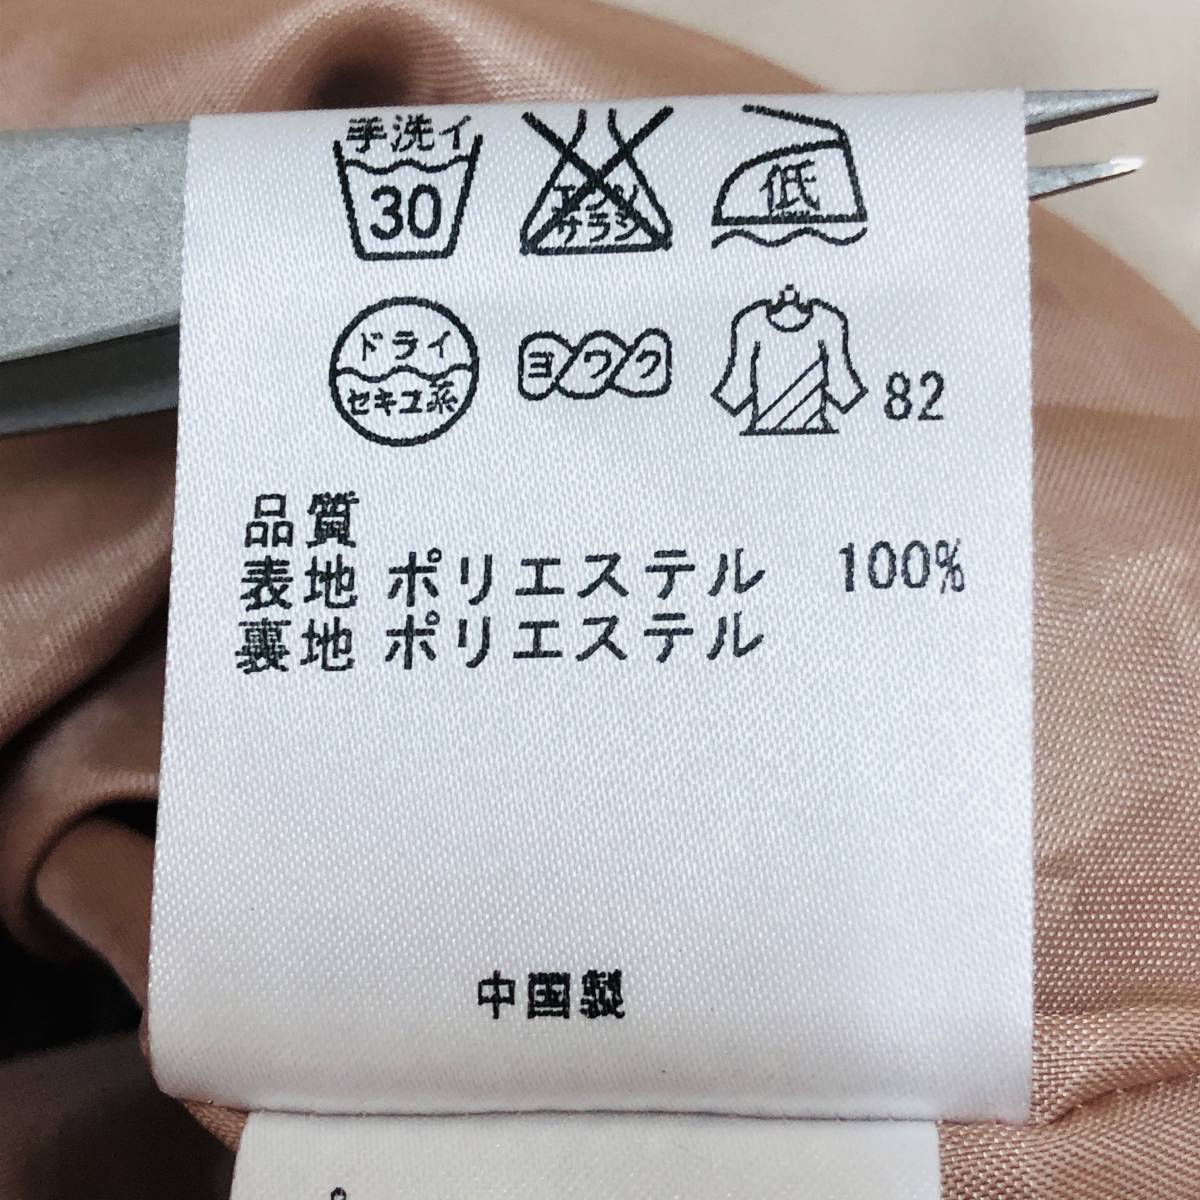 手洗イ エンソ 低
30 サラシ
ドライ ヨワク
セキユ系 82
品質
表地 ポリエステル 100%
裏地 ポリエステル
中国製